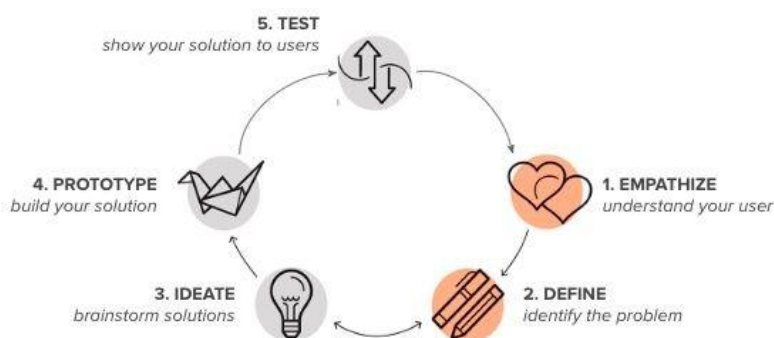 5. TEST
show your solution to users
4. PROTOTYPE
build your solution
1. EMPATHIZE
understand your user
3. IDEATE
brainstorm solutions
2. DEFINE
identify the problem